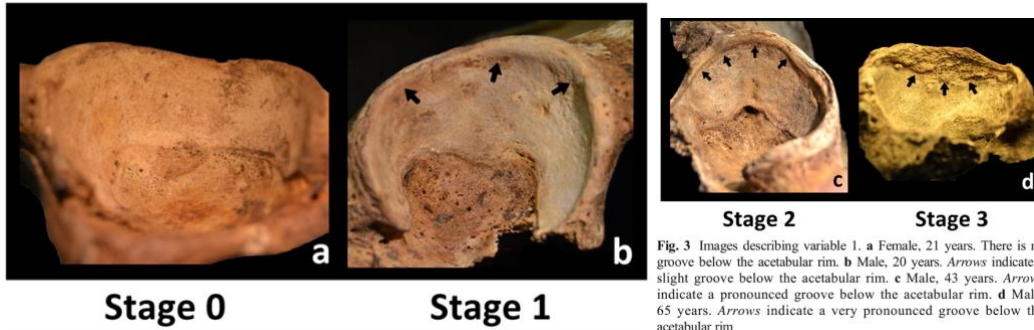 a
b
c
d
Stage 0
Stage 1
Stage 2
Stage 3
Fig. 3 Images describing variable 1. a Female, 21 years. There is
groove below the acetabular rim. b Male, 20 years. Arrows indicate
slight groove below the acetabular rim. c Male, 43 years.
indicate a pronounced groove below the acetabular rim. d
65 years. Arrows indicate a very pronounced groove below
acetabular rim